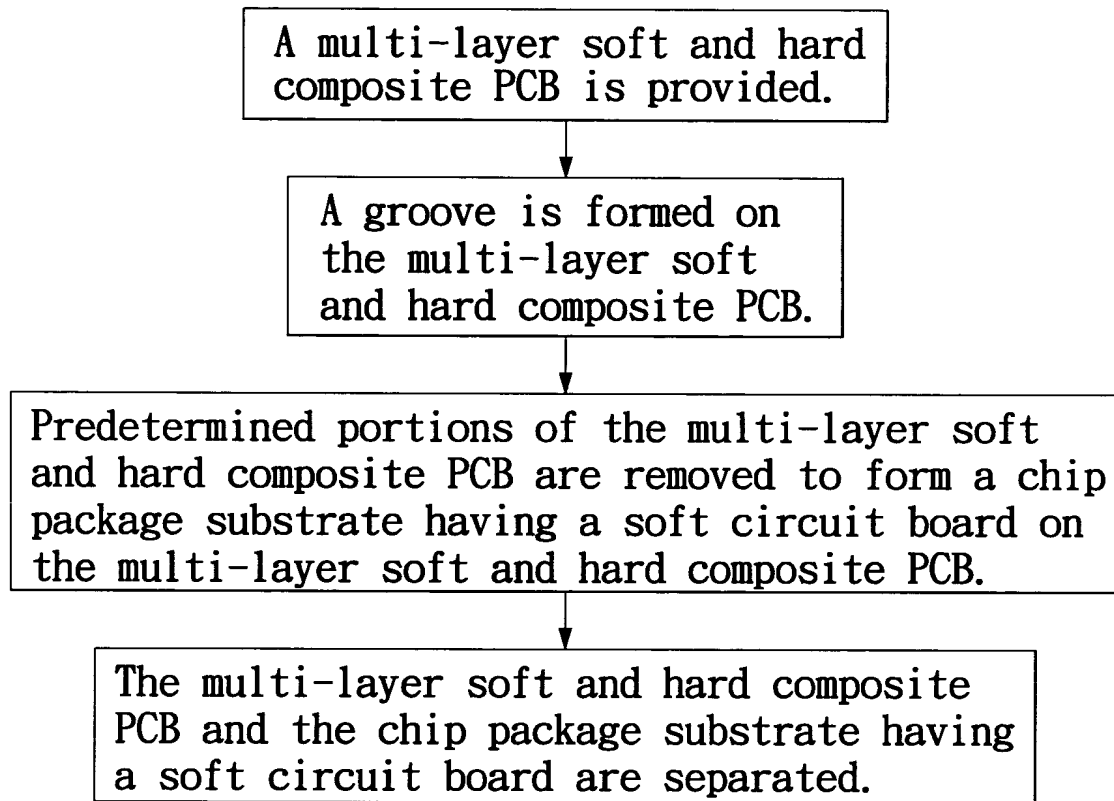 A multi-layer soft and hard
composite PCB is provided.
A groove is formed on
the multi-layer soft
and hard composite PCB.
Predetermined portions of the multi-layer soft
and hard composite PCB are removed to form a chip
package substrate having a soft circuit board on
the multi-layer soft and hard composite PCB.
The multi-layer soft and hard composite
PCB and the chip package substrate having
a soft circuit board are separated.